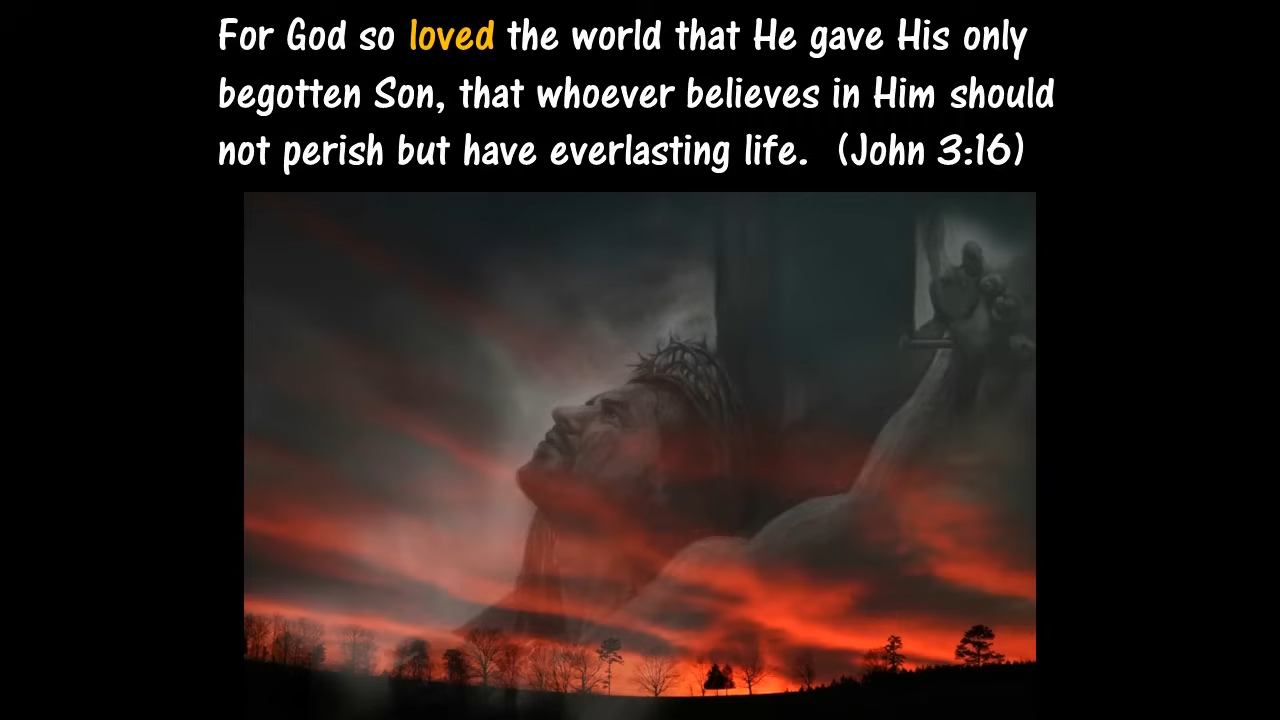 For God so loved the world that He gave His only
begotten Son, that whoever believes in Him should
not perish but have everlasting life.  (John 3:16)